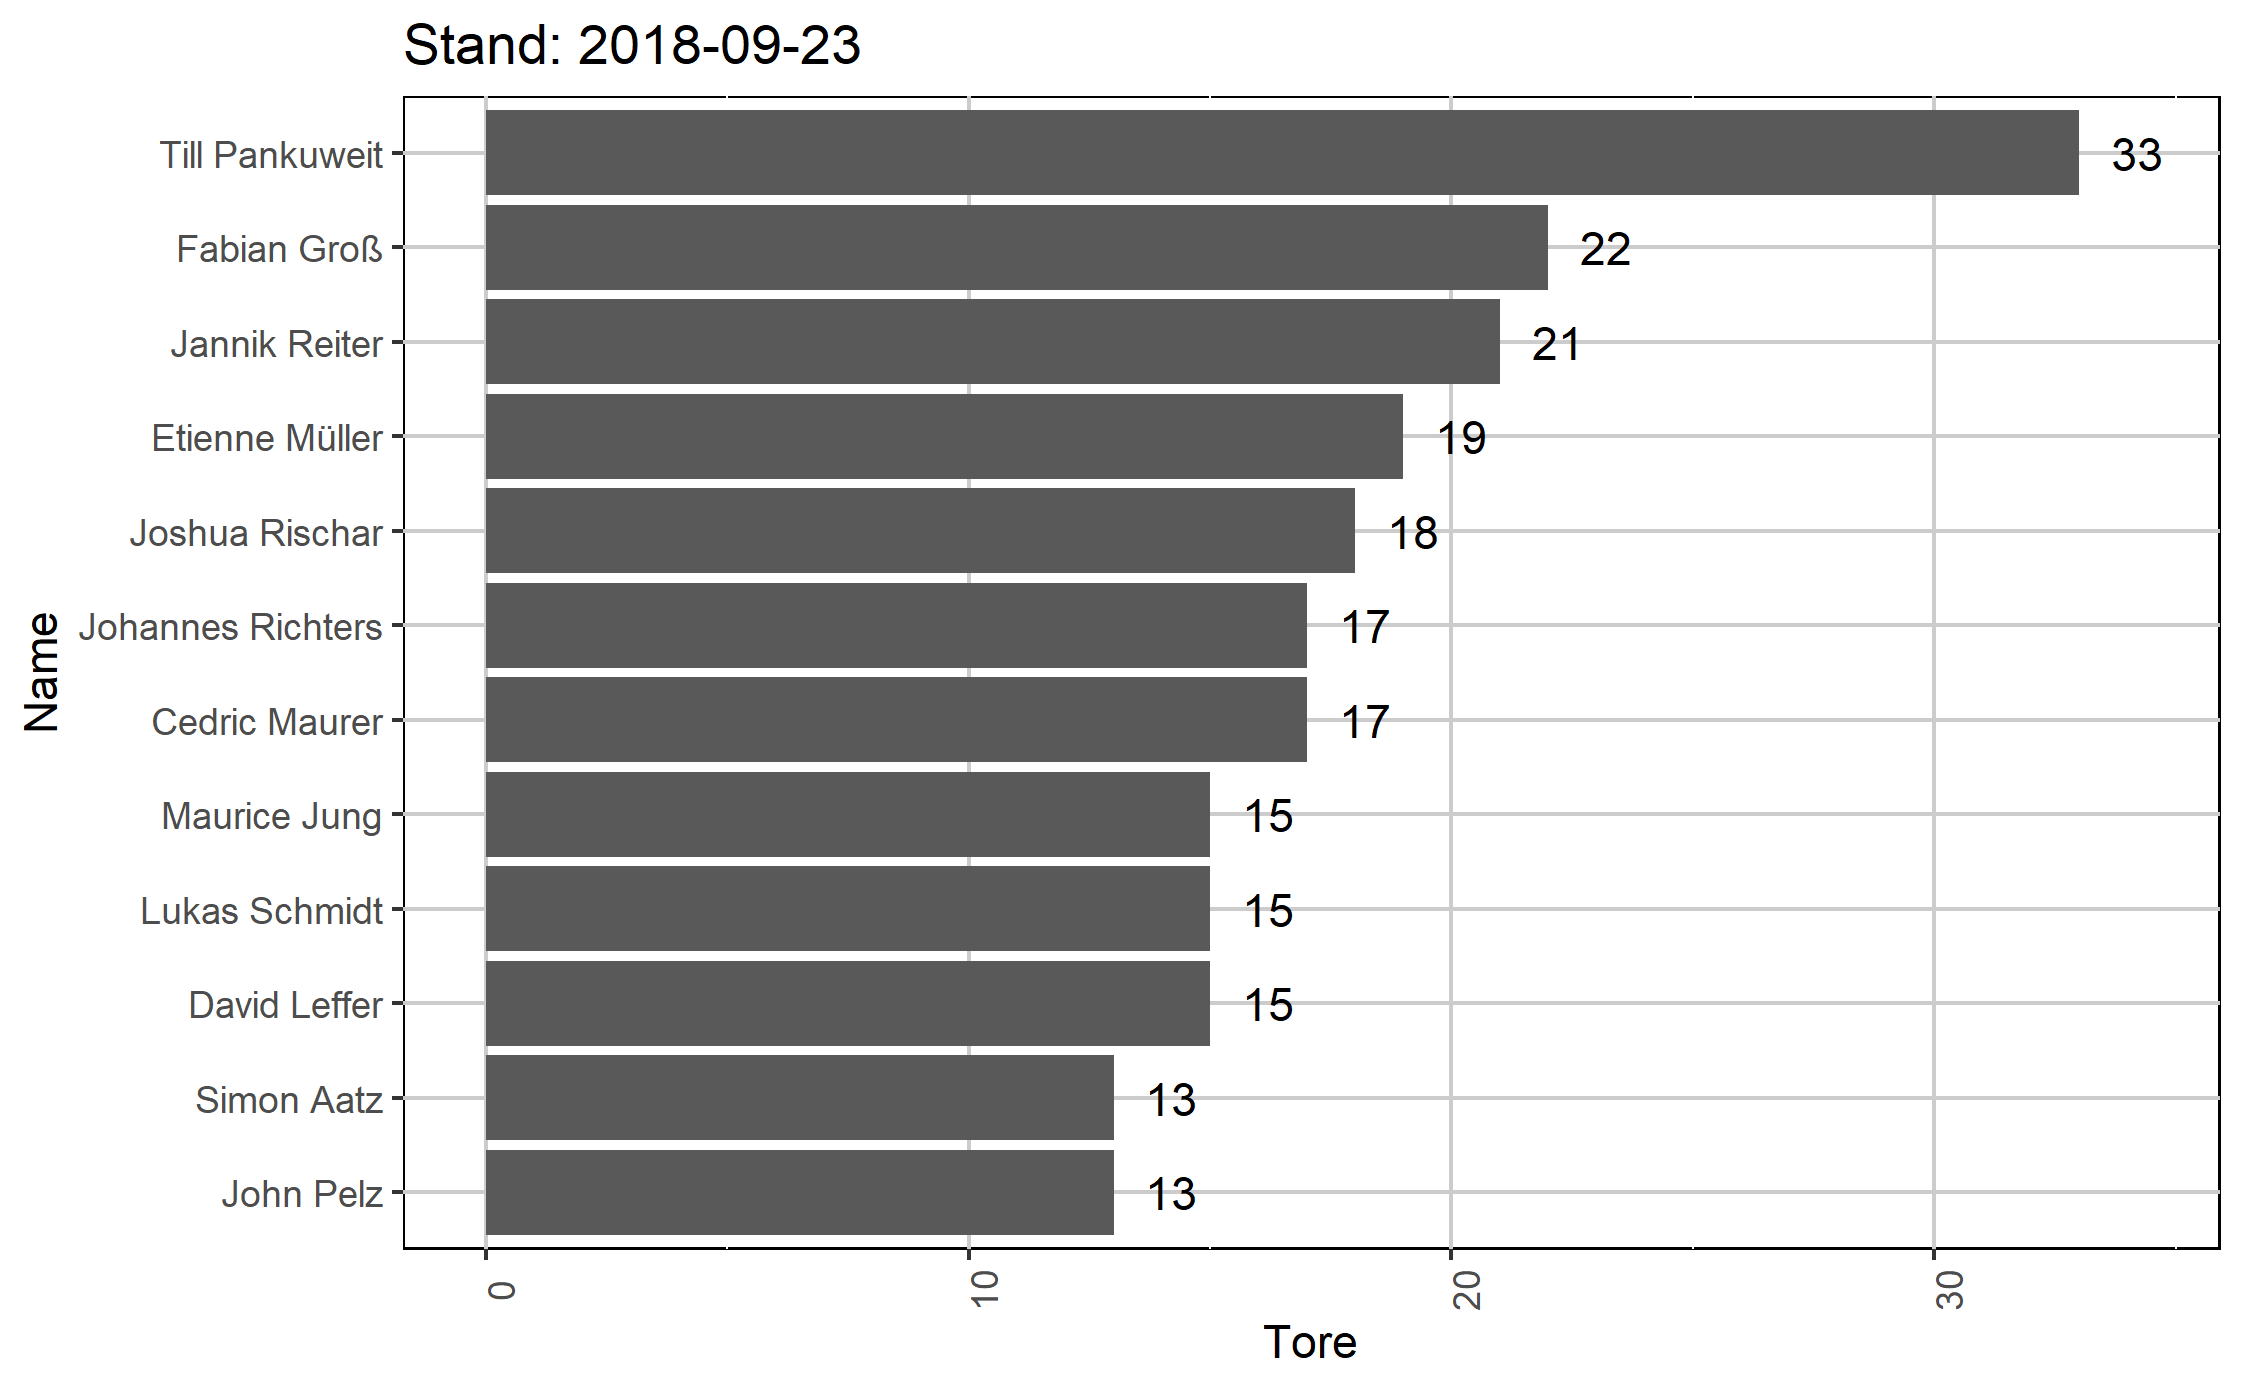 Stand: 2018-09-23
Till Pankuweit 33
Fabian Groß 22
Jannik Reiter 21
Etienne Müller 19
Joshua Rischar 18
Johannes Richters 17
Cedric Maurer 17
Maurice Jung 15
Lukas Schmidt 15
David Leffer 15
Simon Aatz 13
John Pelz 13
Name
0 10 20 30
Tore